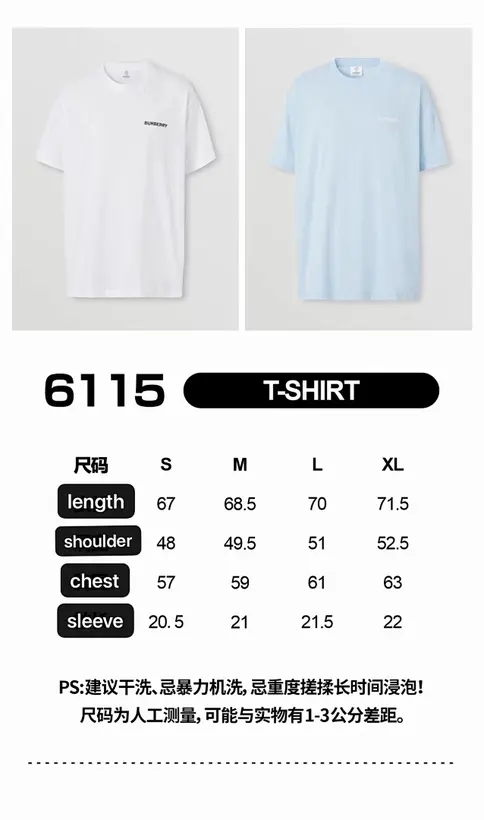 BURBERRY
6115 T-SHIRT
尺码 S M L XL
length 67 68.5 70 71.5
shoulder 48 49.5 51 52.5
chest 57 59 61 63
sleeve 20. 5 21 21.5 22
PS:建议干洗、忌暴力机洗, 忌重度搓揉长时间浸泡!
尺码为人工测量, 可能与实物有1-3公分差距。